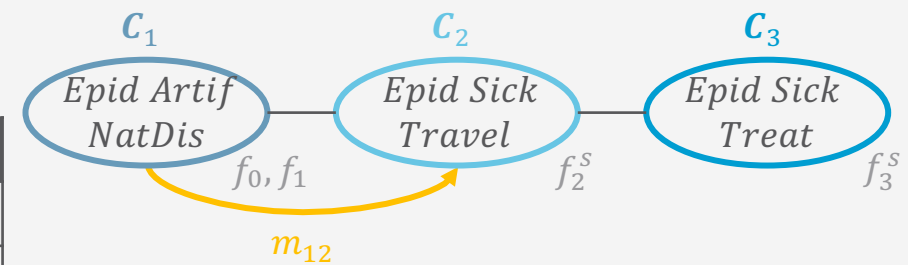 C₁ C₂ C₃
Epid Artif NatDis
Epid Sick Travel
Epid Sick Treat
f₀, f₁ f₂ˢ f₃ˢ
m₁₂